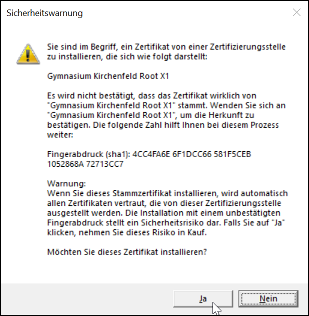 Sicherheitswarnung
Sie sind im Begriff, ein Zertifikat von einer Zertifizierungsstelle
zu installieren, die sich wie folgt darstellt:
Gymnasium Kirchenfeld Root X1
Es wird nicht bestätigt, dass das Zertifikat wirklich von
"Gymnasium Kirchenfeld Root X1" stammt. Wenden Sie sich an
"Gymnasium Kirchenfeld Root X1", um die Herkunft zu
bestätigen. Die folgende Zahl hilft Ihnen bei diesem Prozess
weiter:
Fingerabdruck (sha1): 4CC4FA6E 6F1DCC66 581F5CEB
1052868A 72713CC7
Warnung:
Wenn Sie dieses Stammzertifikat installieren, wird automatisch
allen Zertifikaten vertraut, die von dieser Zertifizierungsstelle
ausgestellt werden. Die Installation mit einem unbestätigten
Fingerabdruck stellt ein Sicherheitsrisiko dar. Falls Sie auf "Ja"
klicken, nehmen Sie dieses Risiko in Kauf.
Möchten Sie dieses Zertifikat installieren?
Ja
Nein